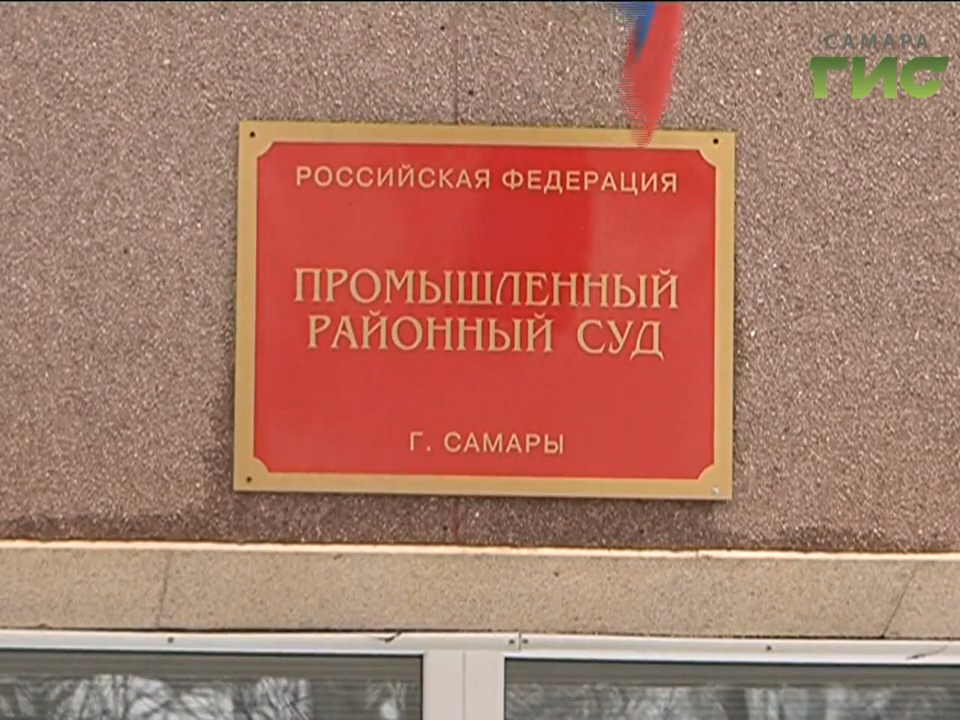 САМАРА
ГИС
РОССИЙСКАЯ ФЕДЕРАЦИЯ
ПРОМЫШЛЕННЫЙ
РАЙОННЫЙ СУД
Г. САМАРЫ